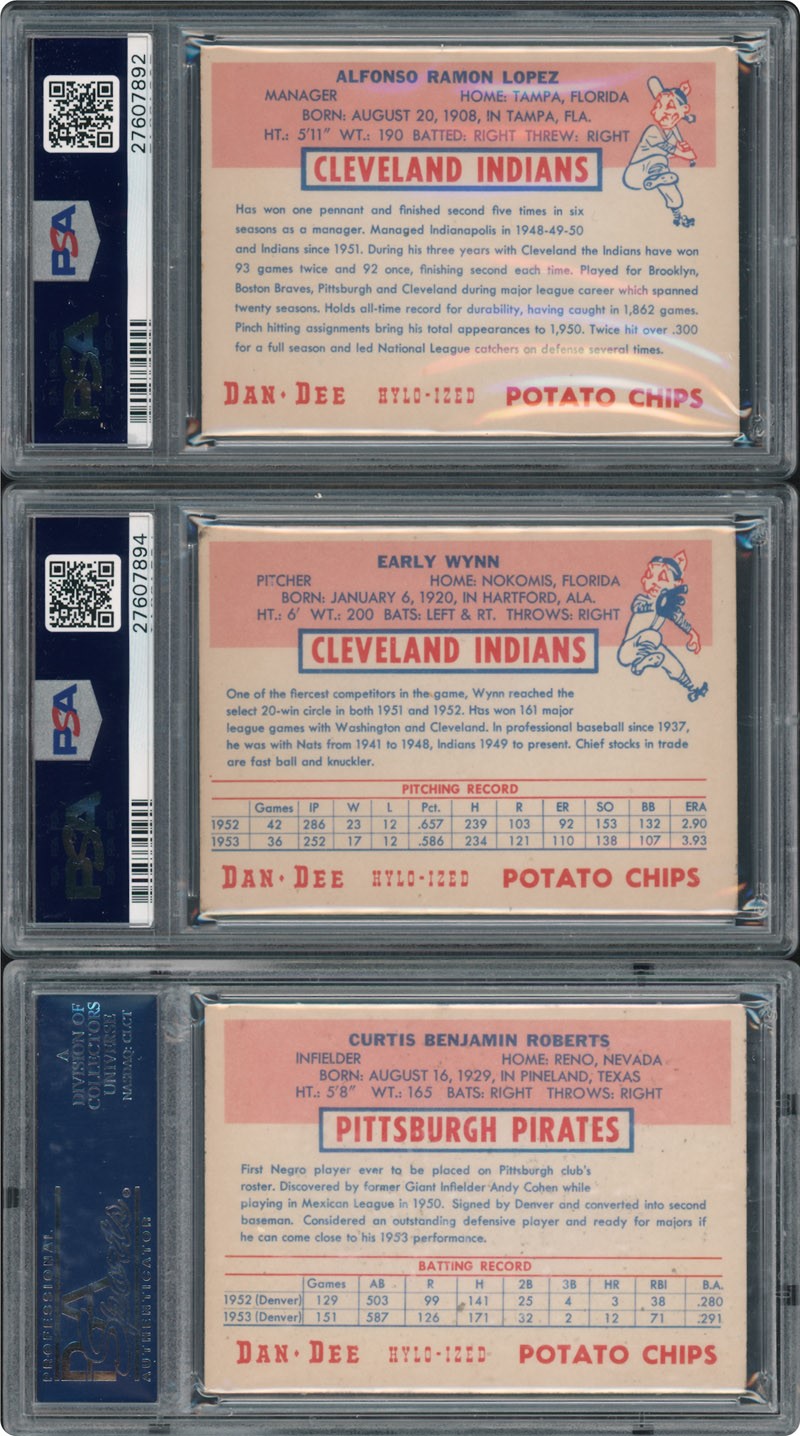 27607892
PSA
PSA
ALFONSO RAMON LOPEZ
MANAGER HOME: TAMPA, FLORIDA
BORN: AUGUST 20, 1908, IN TAMPA, FLA.
HT.: 5'11" WT.: 190 BATTED: RIGHT THREW: RIGHT
CLEVELAND INDIANS
Has won one pennant and finished second five times in six
seasons as a manager. Managed Indianapolis in 1948-49-50
and Indians since 1951. During his three years with Cleveland the Indians have won
93 games twice and 92 once, finishing second each time. Played for Brooklyn,
Boston Braves, Pittsburgh and Cleveland during major league career which spanned
twenty seasons. Holds all-time record for durability, having caught in 1,862 games.
Pinch hitting assignments bring his total appearances to 1,950. Twice hit over .300
for a full season and led National League catchers on defense several times.
DAN·DEE HYLO-IZED POTATO CHIPS
27607894
PSA
PSA
EARLY WYNN
PITCHER HOME: NOKOMIS, FLORIDA
BORN: JANUARY 6, 1920, IN HARTFORD, ALA.
HT.: 6' WT.: 200 BATS: LEFT & RT. THROWS: RIGHT
CLEVELAND INDIANS
One of the fiercest competitors in the game, Wynn reached the
select 20-win circle in both 1951 and 1952. Has won 161 major
league games with Washington and Cleveland. In professional baseball since 1937,
he was with Nats from 1941 to 1948, Indians 1949 to present. Chief stocks in trade
are fast ball and knuckler.
PITCHING RECORD
Games IP W L Pct. H R ER SO BB ERA
1952 42 286 23 12 .657 239 103 92 153 132 2.90
1953 36 252 17 12 .586 234 121 110 138 107 3.93
DAN·DEE HYLO-IZED POTATO CHIPS
A
DIVISION OF
COLLECTORS
UNIVERSE
NASDAQ: CLCT
PROFESSIONAL
PSA
Sports
AUTHENTICATOR
CURTIS BENJAMIN ROBERTS
INFIELDER HOME: RENO, NEVADA
BORN: AUGUST 16, 1929, IN PINELAND, TEXAS
HT.: 5'8" WT.: 165 BATS: RIGHT THROWS: RIGHT
PITTSBURGH PIRATES
First Negro player ever to be placed on Pittsburgh club's
roster. Discovered by former Giant Infielder Andy Cohen while
playing in Mexican League in 1950. Signed by Denver and converted into second
baseman. Considered an outstanding defensive player and ready for majors if
he can come close to his 1953 performance.
BATTING RECORD
Games AB R H 2B 3B HR RBI B.A.
1952 (Denver) 129 503 99 141 25 4 3 38 .280
1953 (Denver) 151 587 126 171 32 2 12 71 .291
DAN·DEE HYLO-IZED POTATO CHIPS